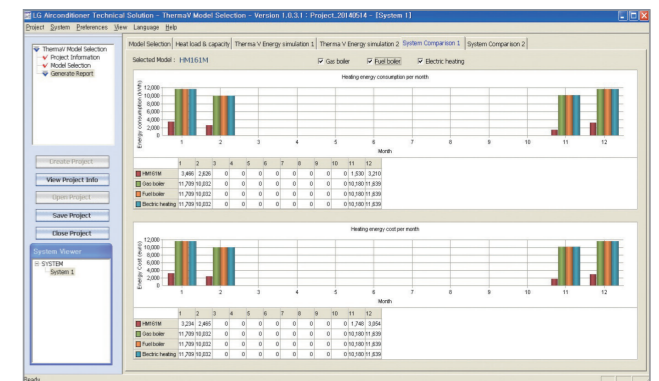 LG Airconditioner Technical Solution - ThermaV Model Selection - Version 1.0.3.1 : Project_20140514 - [System 1]
Project System Preferences View Language Help
ThermaV Model Selection
Project Information
Model Selection
Generate Report
Create Project
View Project Info
Open Project
Save Project
Close Project
System Viewer
SYSTEM
System 1
Model Selection Heat load & capacity Therma V Energy simulation 1 Therma V Energy simulation 2 System Comparison 1 System Comparison 2
Selected Model : HM161M Gas boiler Fuel boiler Electric heating
Heating energy consumption per month
Energy consumption (kWh)
12,000
10,000
8,000
6,000
4,000
2,000
0
1 2 3 4 5 6 7 8 9 10 11 12
Month
1 2 3 4 5 6 7 8 9 10 11 12
HM161M 3,466 2,626 0 0 0 0 0 0 0 0 1,530 3,210
Gas boiler 11,709 10,032 0 0 0 0 0 0 0 0 10,180 11,639
Fuel boiler 11,709 10,032 0 0 0 0 0 0 0 0 10,180 11,639
Electric heating 11,709 10,032 0 0 0 0 0 0 0 0 10,180 11,639
Heating energy cost per month
Energy Cost (euro)
12,000
10,000
8,000
6,000
4,000
2,000
0
1 2 3 4 5 6 7 8 9 10 11 12
Month
1 2 3 4 5 6 7 8 9 10 11 12
HM161M 3,234 2,465 0 0 0 0 0 0 0 0 1,748 3,054
Gas boiler 11,709 10,032 0 0 0 0 0 0 0 0 10,180 11,639
Fuel boiler 11,709 10,032 0 0 0 0 0 0 0 0 10,180 11,639
Electric heating 11,709 10,032 0 0 0 0 0 0 0 0 10,180 11,639
Ready